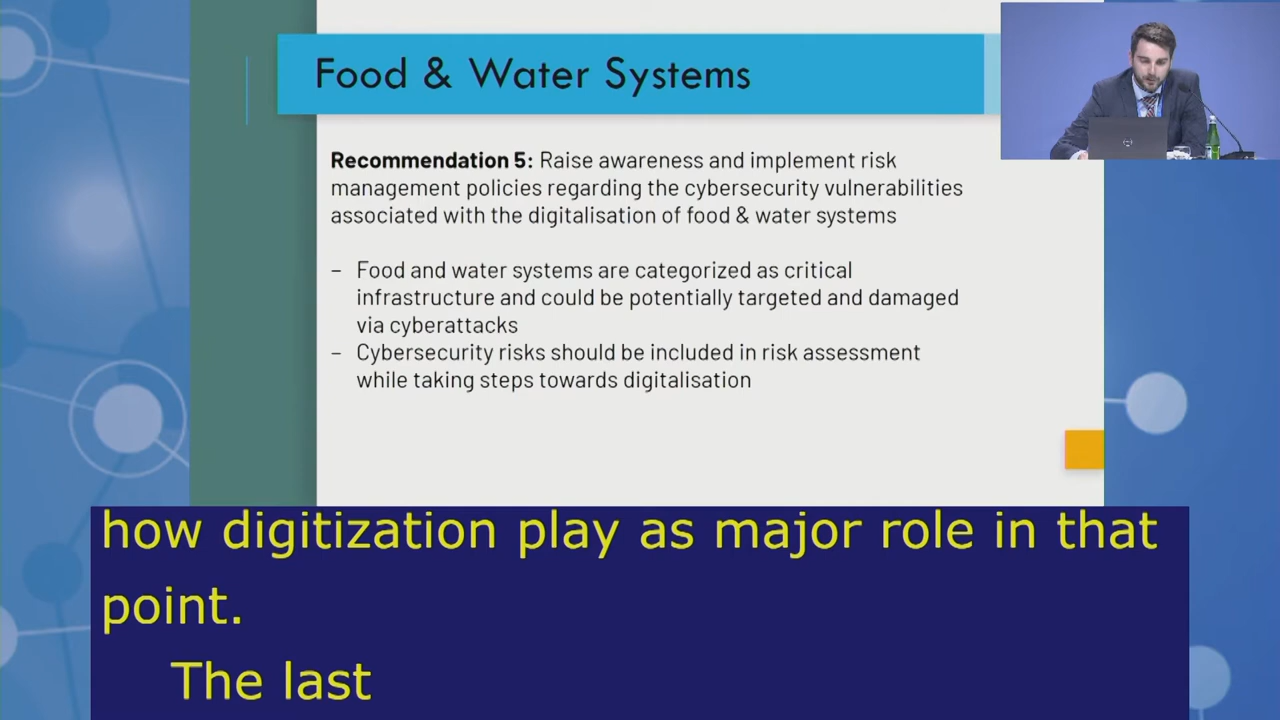 Food & Water Systems
Recommendation 5: Raise awareness and implement risk
management policies regarding the cybersecurity vulnerabilities
associated with the digitalisation of food & water systems
– Food and water systems are categorized as critical
infrastructure and could be potentially targeted and damaged
via cyberattacks
– Cybersecurity risks should be included in risk assessment
while taking steps towards digitalisation
how digitization play as major role in that
point.
The last